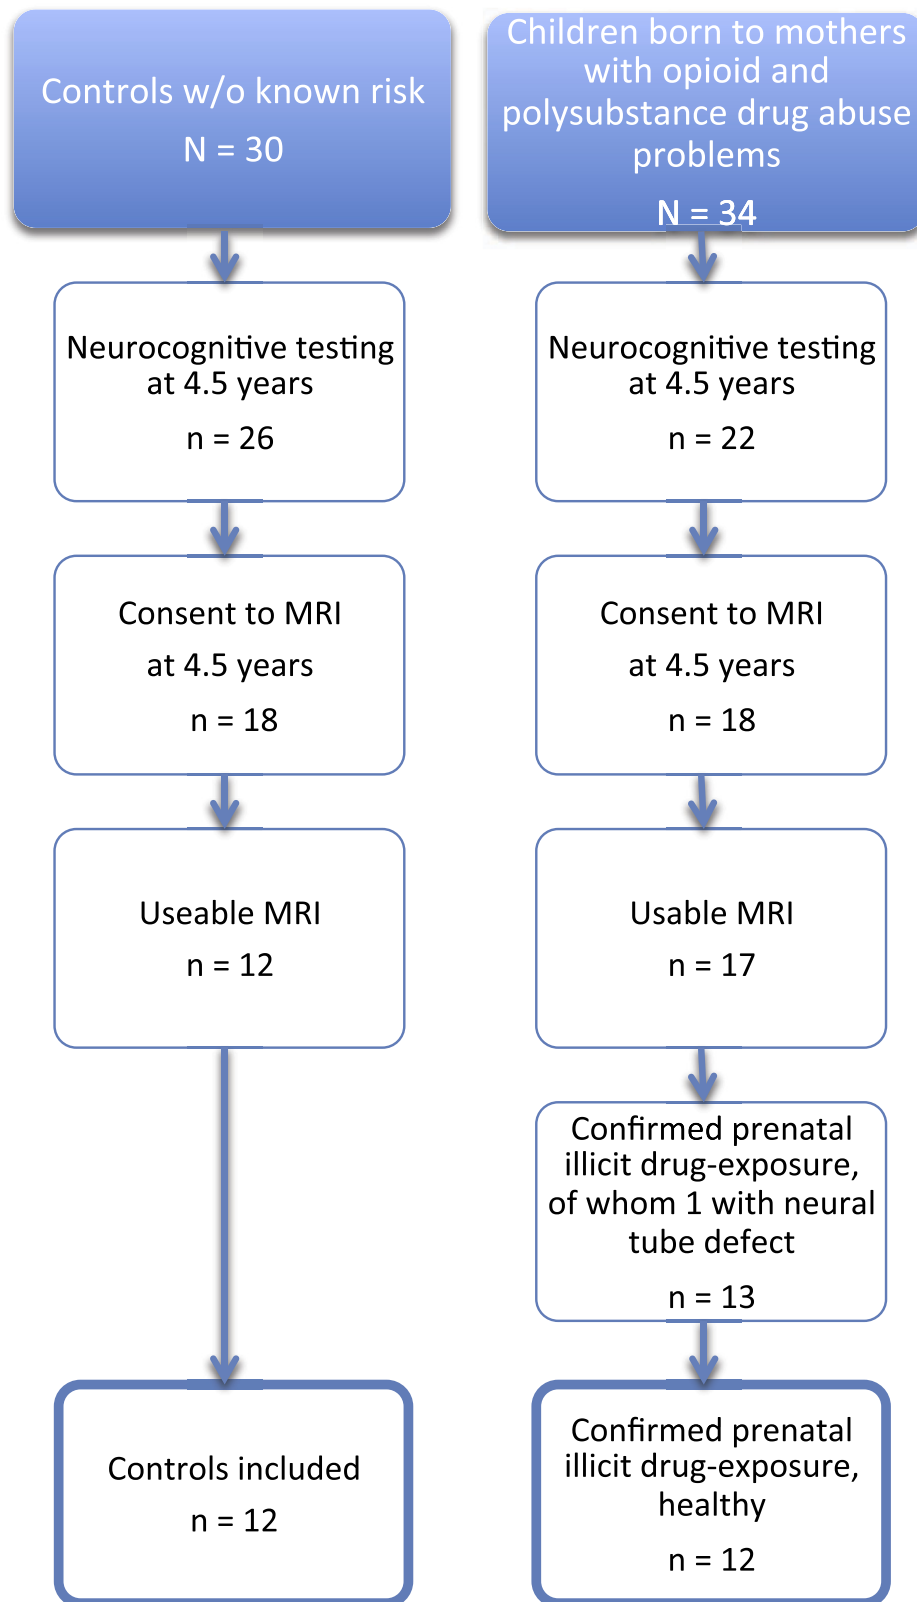 Controls w/o known risk
N = 30
Children born to mothers
with opioid and
polysubstance drug abuse
problems
N = 34
Neurocognitive testing
at 4.5 years
n = 26
Neurocognitive testing
at 4.5 years
n = 22
Consent to MRI
at 4.5 years
n = 18
Consent to MRI
at 4.5 years
n = 18
Useable MRI
n = 12
Usable MRI
n = 17
Confirmed prenatal
illicit drug-exposure,
of whom 1 with neural
tube defect
n = 13
Controls included
n = 12
Confirmed prenatal
illicit drug-exposure,
healthy
n = 12